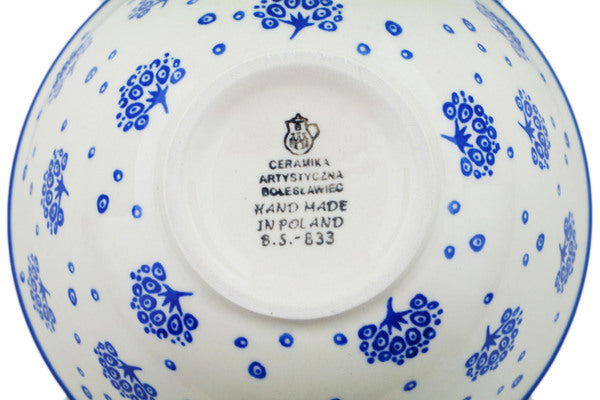 CERAMIKA
ARTYSTYCZNA
BOLESŁAWIEC
HAND MADE
IN POLAND
B.S.-833